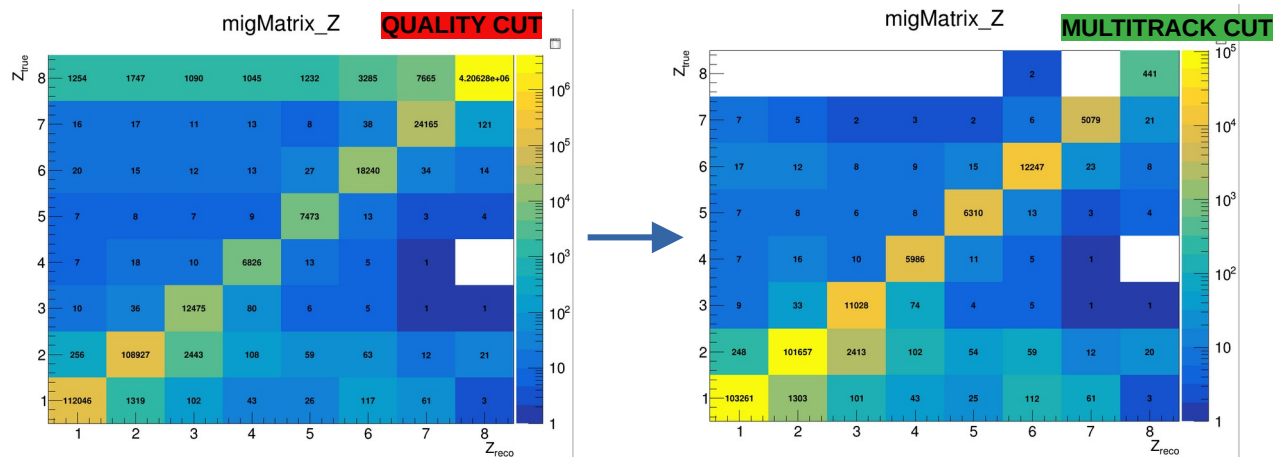 migMatrix_Z
QUALITY CUT
Z_true
8 1254 1747 1090 1045 1232 3285 7665 4.20628e+06
7 16 17 11 13 8 38 24165 121
6 20 15 12 13 27 18240 34 14
5 7 8 7 9 7473 13 3 4
4 7 18 10 6826 13 5 1
3 10 36 12475 80 6 5 1 1
2 256 108927 2443 108 59 63 12 21
1 112046 1319 102 43 26 117 61 3
1 2 3 4 5 6 7 8
Z_reco
10^6
10^5
10^4
10^3
10^2
10
1
migMatrix_Z
MULTITRACK CUT
Z_true
8 2 441
7 7 5 2 3 2 6 5079 21
6 17 12 8 9 15 12247 23 8
5 7 8 6 8 6310 13 3 4
4 7 16 10 5986 11 5 1
3 9 33 11028 74 4 5 1 1
2 248 101657 2413 102 54 59 12 20
1 103261 1303 101 43 25 112 61 3
1 2 3 4 5 6 7 8
Z_reco
10^5
10^4
10^3
10^2
10
1